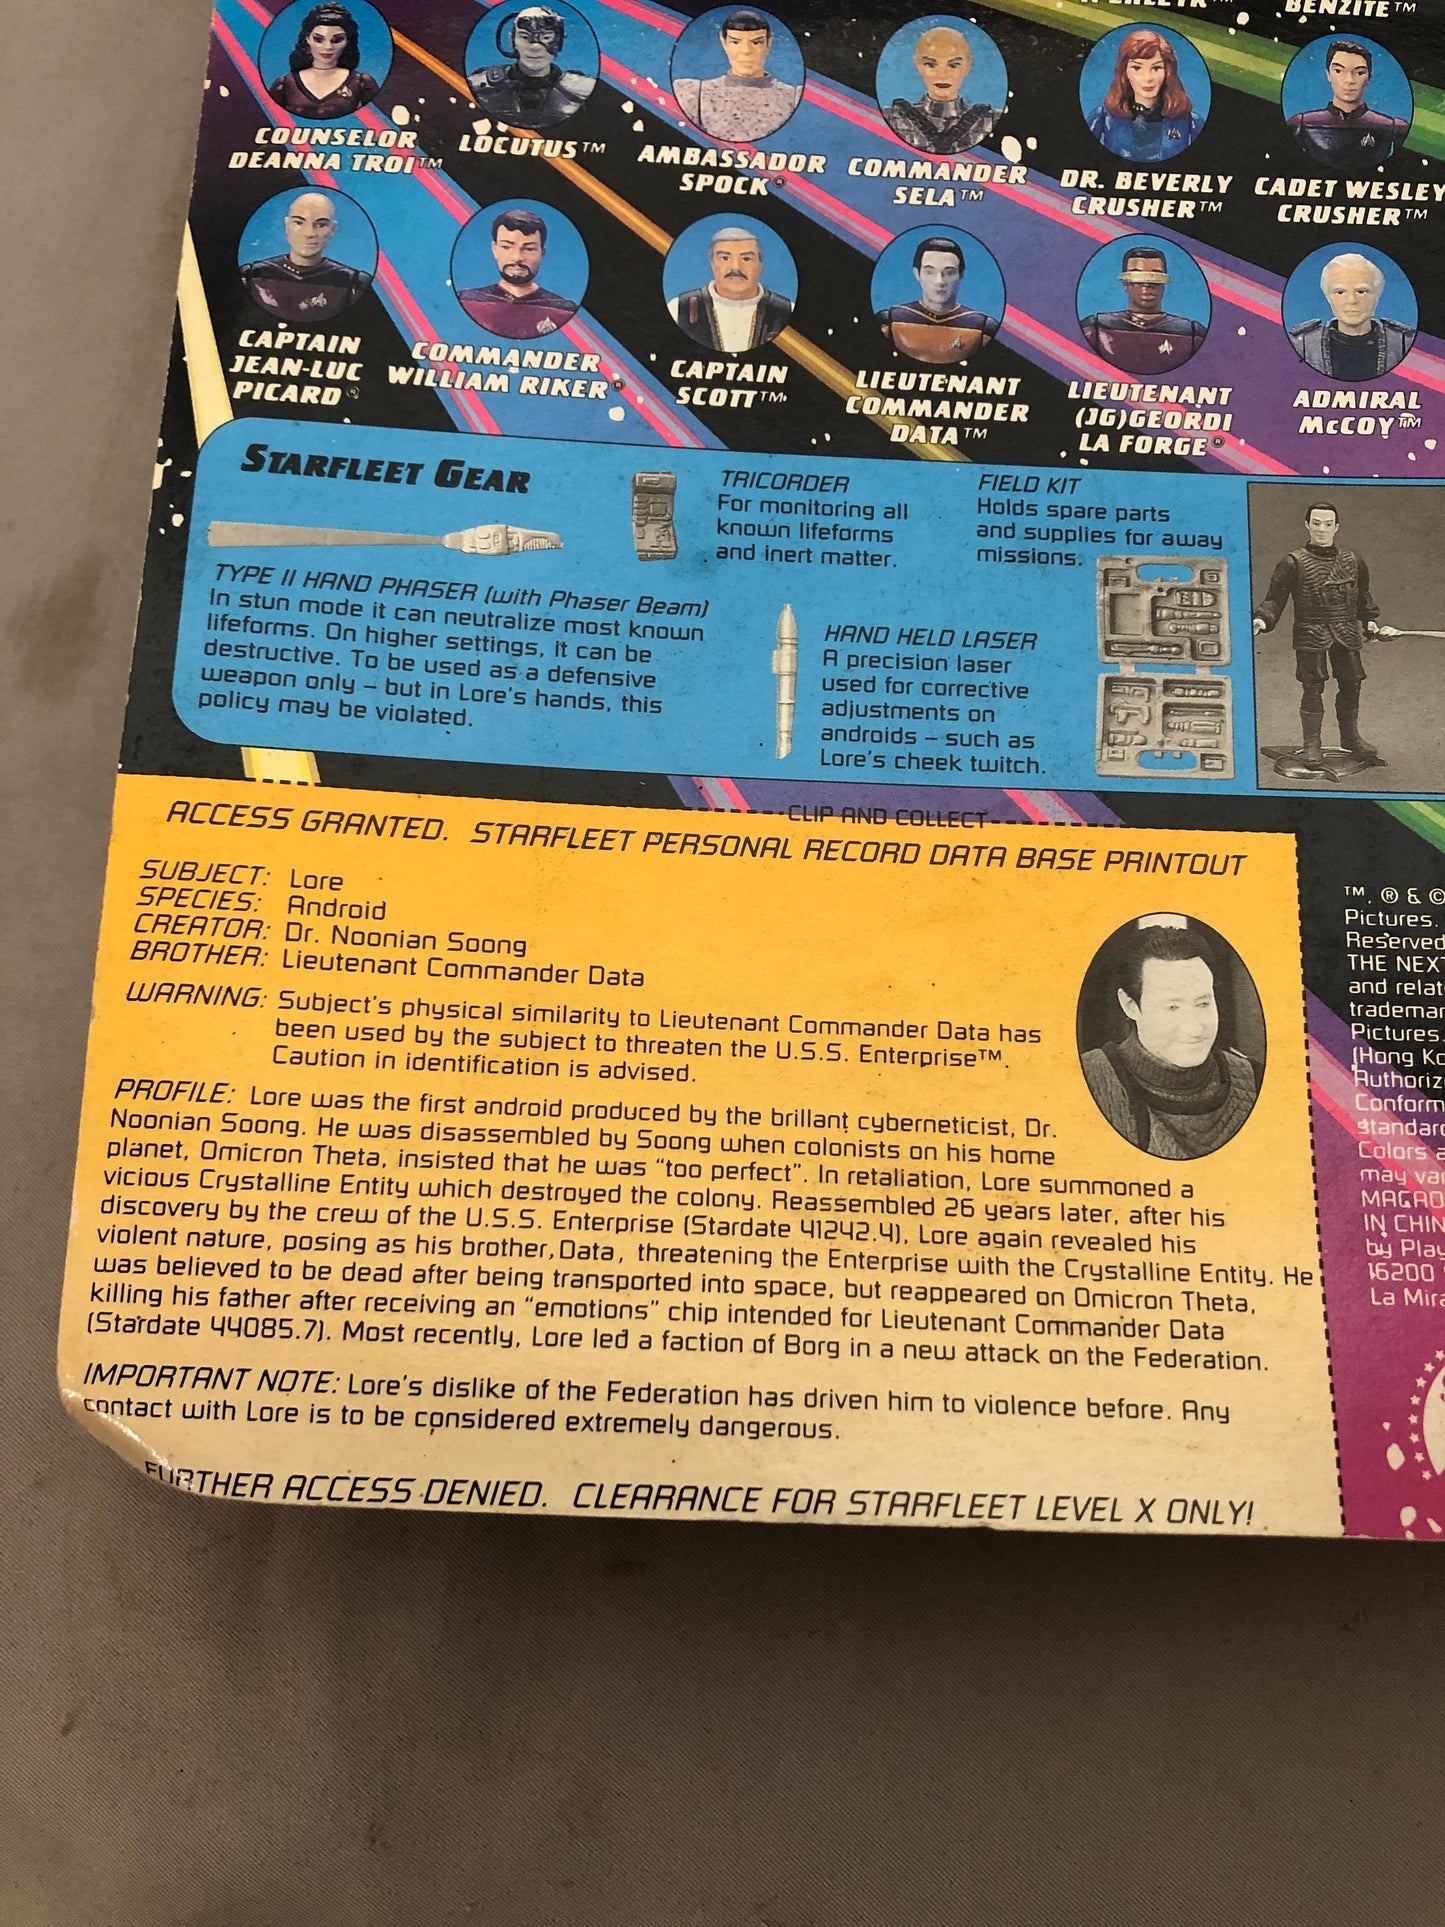 BENZITE™
COUNSELOR
DEANNA TROI™
LOCUTUS™
AMBASSADOR
SPOCK®
COMMANDER
SELA™
DR. BEVERLY
CRUSHER™
CADET WESLEY
CRUSHER™
CAPTAIN
JEAN-LUC
PICARD®
COMMANDER
WILLIAM RIKER®
CAPTAIN
SCOTT™
LIEUTENANT
COMMANDER
DATA™
LIEUTENANT
(JG)GEORDI
LA FORGE®
ADMIRAL
McCOY™
STARFLEET GEAR
TYPE II HAND PHASER (with Phaser Beam)
In stun mode it can neutralize most known
lifeforms. On higher settings, it can be
destructive. To be used as a defensive
weapon only – but in Lore's hands, this
policy may be violated.
TRICORDER
For monitoring all
known lifeforms
and inert matter.
HAND HELD LASER
A precision laser
used for corrective
adjustments on
androids – such as
Lore's cheek twitch.
FIELD KIT
Holds spare parts
and supplies for away
missions.
CLIP AND COLLECT
ACCESS GRANTED. STARFLEET PERSONAL RECORD DATA BASE PRINTOUT
SUBJECT: Lore
SPECIES: Android
CREATOR: Dr. Noonian Soong
BROTHER: Lieutenant Commander Data
WARNING: Subject's physical similarity to Lieutenant Commander Data has
been used by the subject to threaten the U.S.S. Enterprise™.
Caution in identification is advised.
PROFILE: Lore was the first android produced by the brilliant cyberneticist, Dr.
Noonian Soong. He was disassembled by Soong when colonists on his home
planet, Omicron Theta, insisted that he was "too perfect". In retaliation, Lore summoned a
vicious Crystalline Entity which destroyed the colony. Reassembled 26 years later, after his
discovery by the crew of the U.S.S. Enterprise (Stardate 41242.4), Lore again revealed his
violent nature, posing as his brother, Data, threatening the Enterprise with the Crystalline Entity. He
was believed to be dead after being transported into space, but reappeared on Omicron Theta,
killing his father after receiving an "emotions" chip intended for Lieutenant Commander Data
(Stardate 44085.7). Most recently, Lore led a faction of Borg in a new attack on the Federation.
IMPORTANT NOTE: Lore's dislike of the Federation has driven him to violence before. Any
contact with Lore is to be considered extremely dangerous.
FURTHER ACCESS DENIED. CLEARANCE FOR STARFLEET LEVEL X ONLY!
™, ® & ©
Pictures.
Reserved
THE NEXT
and relat
trademar
Pictures.
(Hong Ko
Authoriz
Conform
standard
Colors a
may var
MACAO
IN CHIN
by Play
16200
La Mira